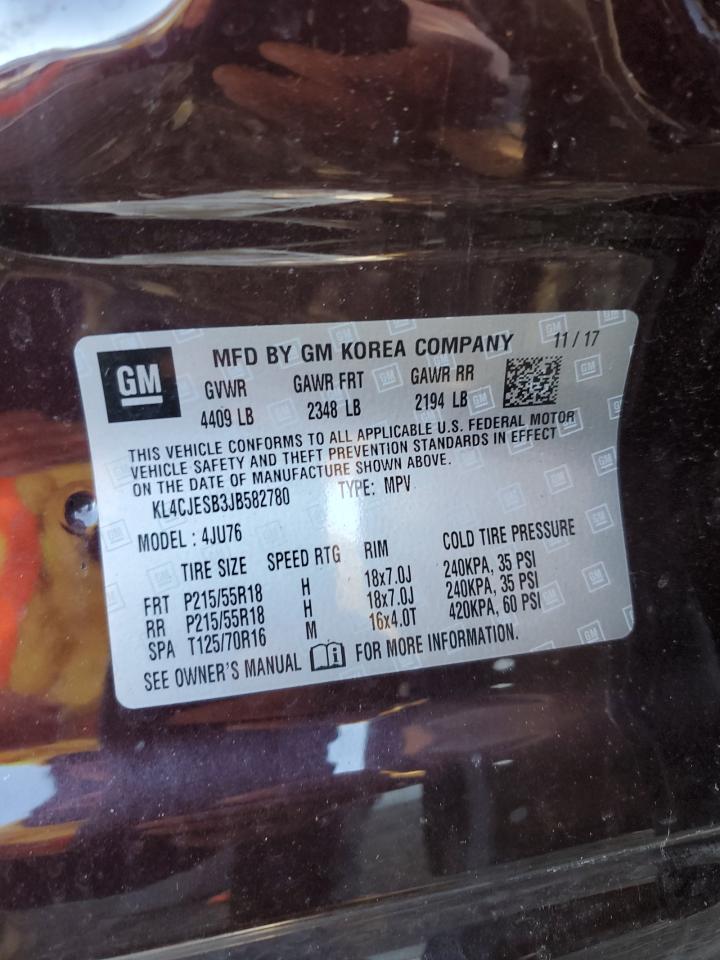 GM
MFD BY GM KOREA COMPANY 11 / 17
GVWR GAWR FRT GAWR RR
4409 LB 2348 LB 2194 LB
THIS VEHICLE CONFORMS TO ALL APPLICABLE U.S. FEDERAL MOTOR
VEHICLE SAFETY AND THEFT PREVENTION STANDARDS IN EFFECT
ON THE DATE OF MANUFACTURE SHOWN ABOVE.
KL4CJESB3JB582780 TYPE: MPV
MODEL : 4JU76
TIRE SIZE SPEED RTG RIM COLD TIRE PRESSURE
FRT P215/55R18 H 18x7.0J 240KPA, 35 PSI
RR P215/55R18 H 18x7.0J 240KPA, 35 PSI
SPA T125/70R16 M 16x4.0T 420KPA, 60 PSI
SEE OWNER'S MANUAL FOR MORE INFORMATION.